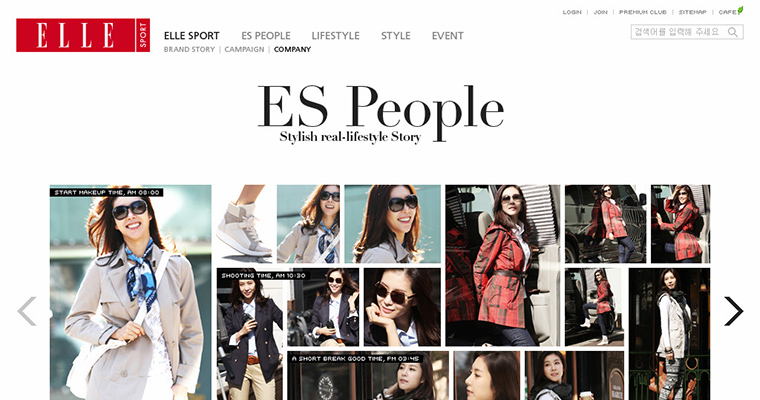 LOGIN | JOIN | PREMIUM CLUB | SITEMAP | CAFE
ELLE SPORT
ELLE SPORT ES PEOPLE LIFESTYLE STYLE EVENT
검색어를 입력해 주세요
BRAND STORY | CAMPAIGN | COMPANY
ES People
Stylish real-lifestyle Story
START MAKEUP TIME, AM 08:00
SHOOTING TIME, AM 10:30
A SHORT BREAK GOOD TIME, PM 03:45